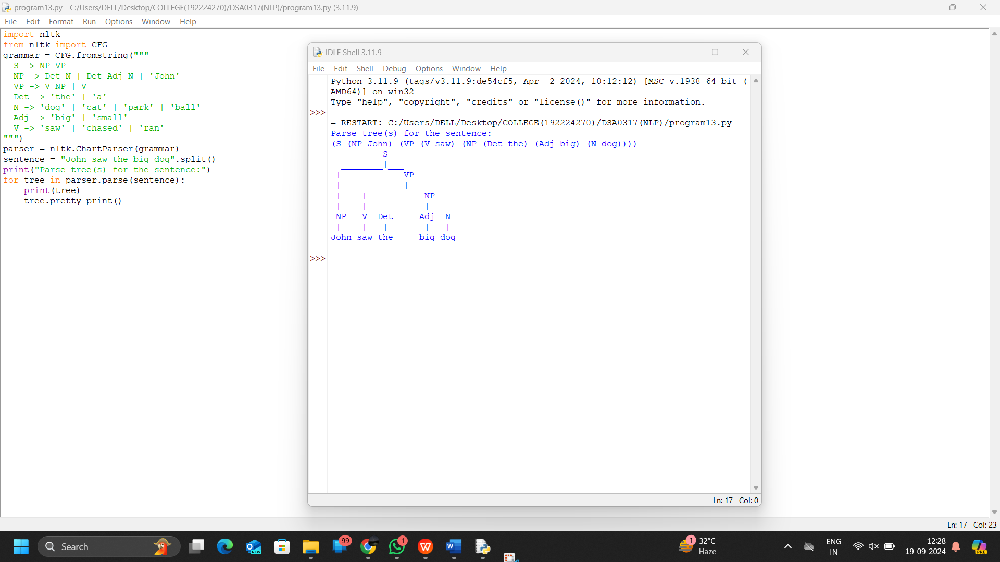 program13.py - C:/Users/DELL/Desktop/COLLEGE(192224270)/DSA0317(NLP)/program13.py (3.11.9)
File Edit Format Run Options Window Help
import nltk
from nltk import CFG
grammar = CFG.fromstring("""
  S -> NP VP
  NP -> Det N | Det Adj N | 'John'
  VP -> V NP | V
  Det -> 'the' | 'a'
  N -> 'dog' | 'cat' | 'park' | 'ball'
  Adj -> 'big' | 'small'
  V -> 'saw' | 'chased' | 'ran'
""")
parser = nltk.ChartParser(grammar)
sentence = "John saw the big dog".split()
print("Parse tree(s) for the sentence:")
for tree in parser.parse(sentence):
    print(tree)
    tree.pretty_print()
IDLE Shell 3.11.9
File Edit Shell Debug Options Window Help
Python 3.11.9 (tags/v3.11.9:de54cf5, Apr  2 2024, 10:12:12) [MSC v.1938 64 bit (
AMD64)] on win32
Type "help", "copyright", "credits" or "license()" for more information.
>>>
= RESTART: C:/Users/DELL/Desktop/COLLEGE(192224270)/DSA0317(NLP)/program13.py
Parse tree(s) for the sentence:
(S (NP John) (VP (V saw) (NP (Det the) (Adj big) (N dog))))
          S
  ________|___
 |            VP
 |      _______|___
 |    |           NP
 |    |    _______|___
 NP   V  Det     Adj  N
 |    |   |       |   |
John saw the     big dog
>>>
Ln: 17 Col: 0
Ln: 17 Col: 23
Search
NEW
99
1
W
W
1
32°C
Haze
ENG
IN
12:28
19-09-2024
PRE